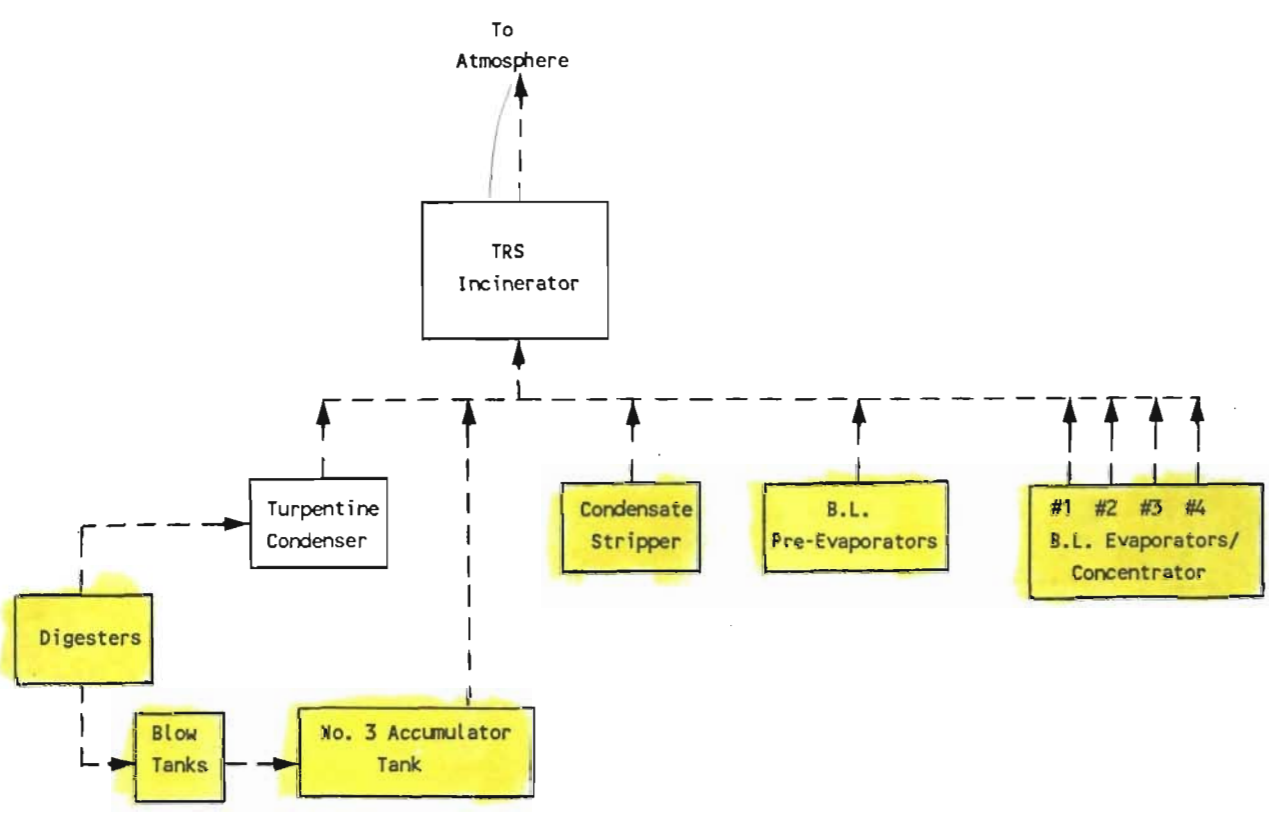 To
Atmosphere
TRS
Incinerator
Turpentine
Condenser
Condensate
Stripper
B.L.
Pre-Evaporators
#1 #2 #3 #4
B.L. Evaporators/
Concentrator
Digesters
Blow
Tanks
No. 3 Accumulator
Tank